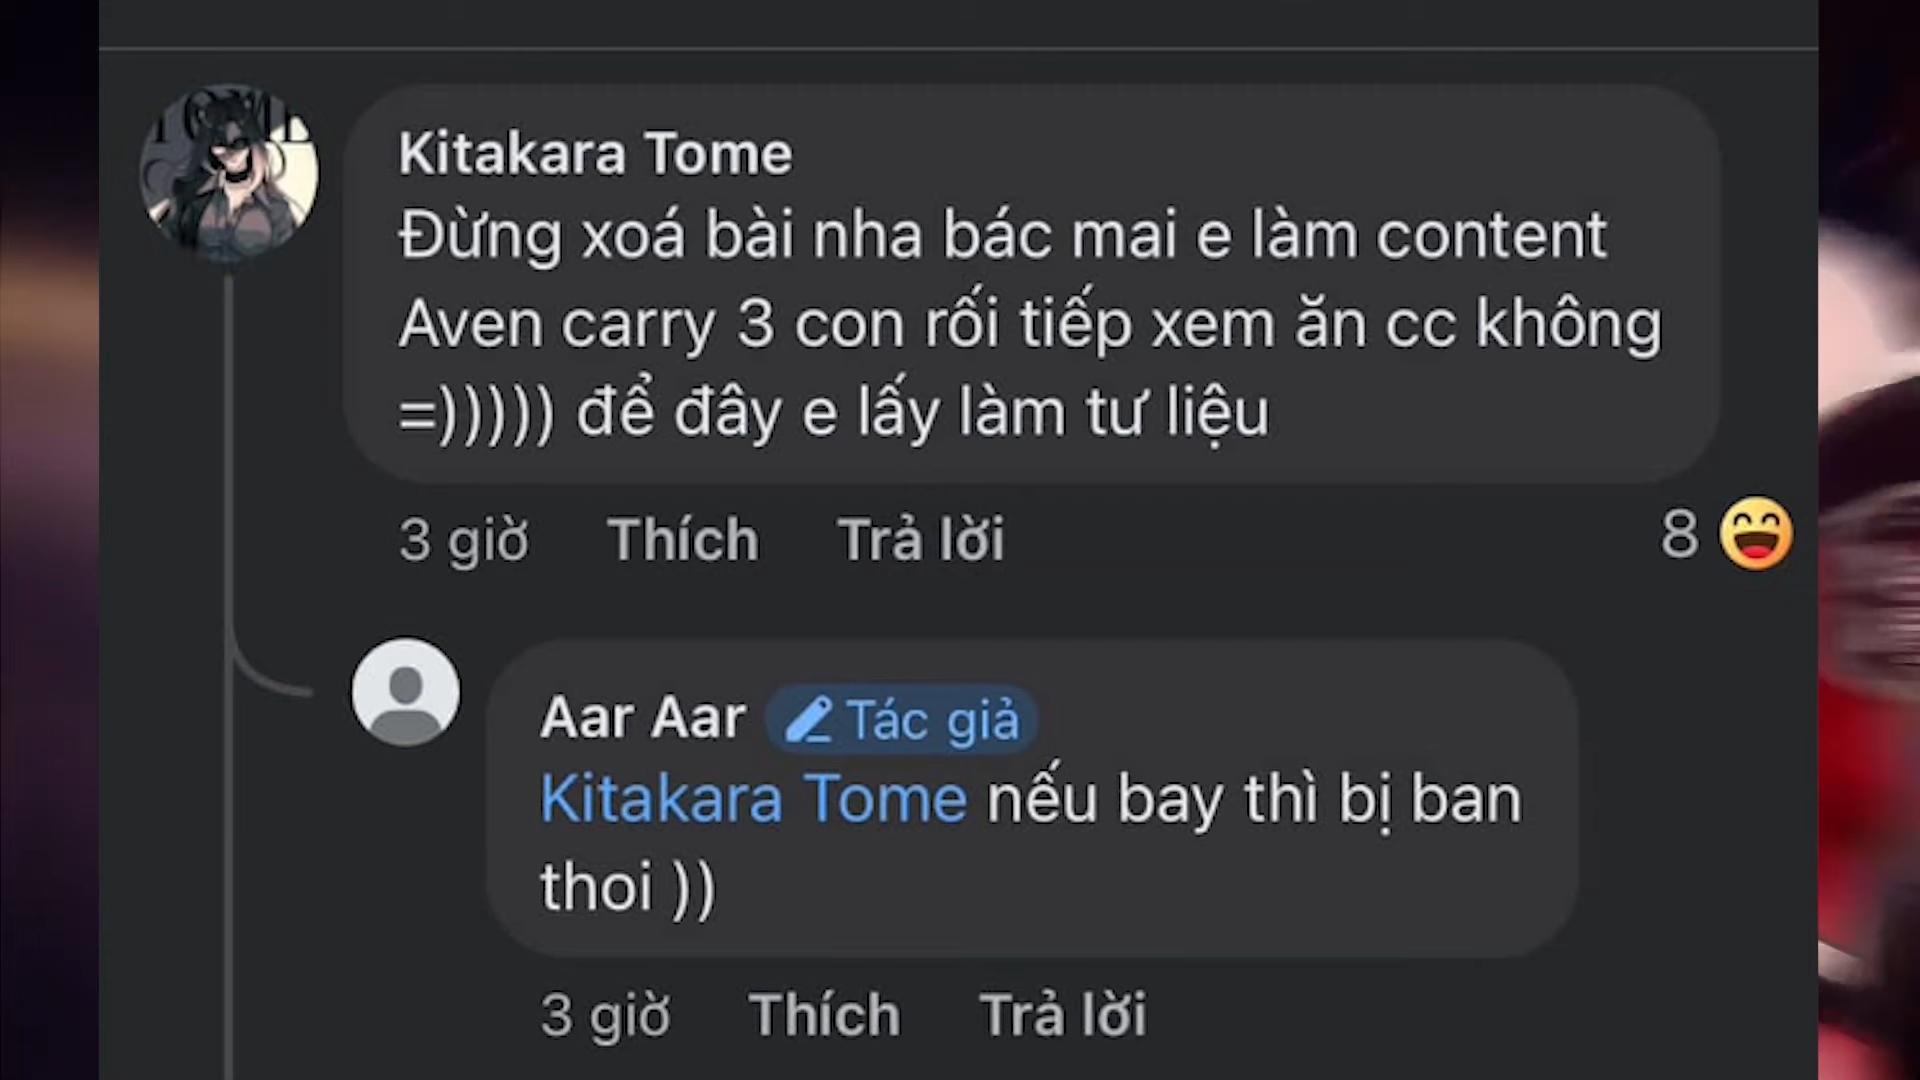 Kitakara Tome
Đừng xoá bài nha bác mai e làm content
Aven carry 3 con rối tiếp xem ăn cc không
=))))) để đây e lấy làm tư liệu
3 giờ Thích Trả lời 8
Aar Aar Tác giả
Kitakara Tome nếu bay thì bị ban
thoi ))
3 giờ Thích Trả lời